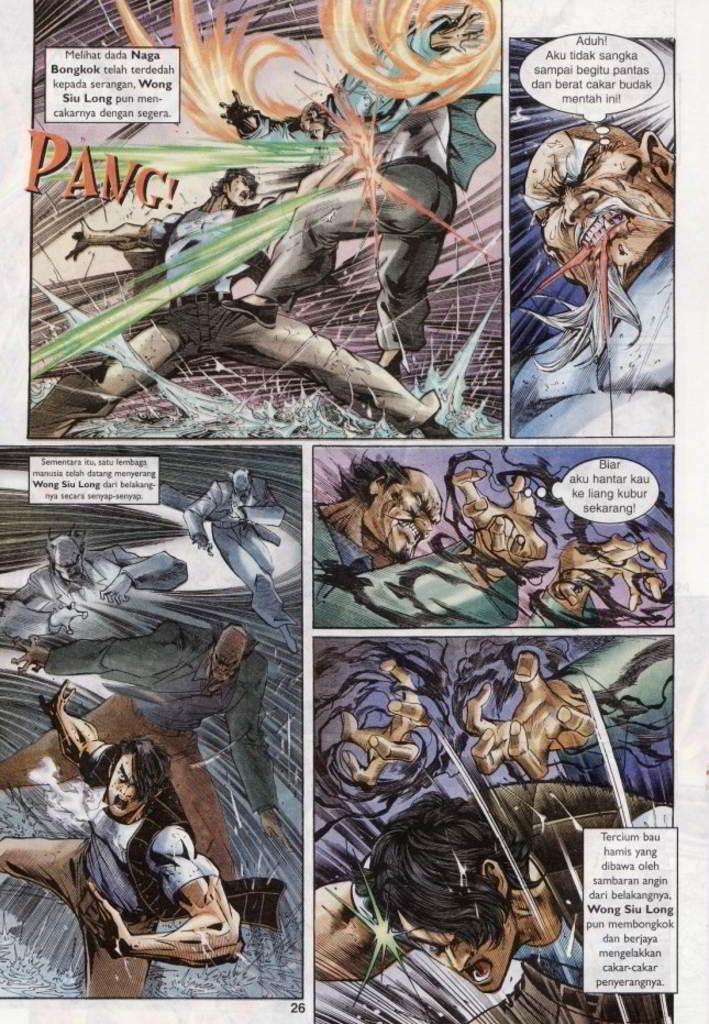 Melihat dada Naga
Bongkok telah terdedah
kepada serangan, Wong
Siu Long pun men-
cakarnya dengan segera.
PANG!
Aduh!
Aku tidak sangka
sampai begitu pantas
dan berat cakar budak
mentah ini!
Sementara itu, satu lembaga
manusia telah datang menyerang
Wong Siu Long dari belakang-
nya secara senyap-senyap.
Biar
aku hantar kau
ke liang kubur
sekarang!
Tercium bau
hamis yang
dibawa oleh
sambaran angin
dari belakangnya,
Wong Siu Long
pun membongkok
dan berjaya
mengelakkan
cakar-cakar
penyerangnya.
26